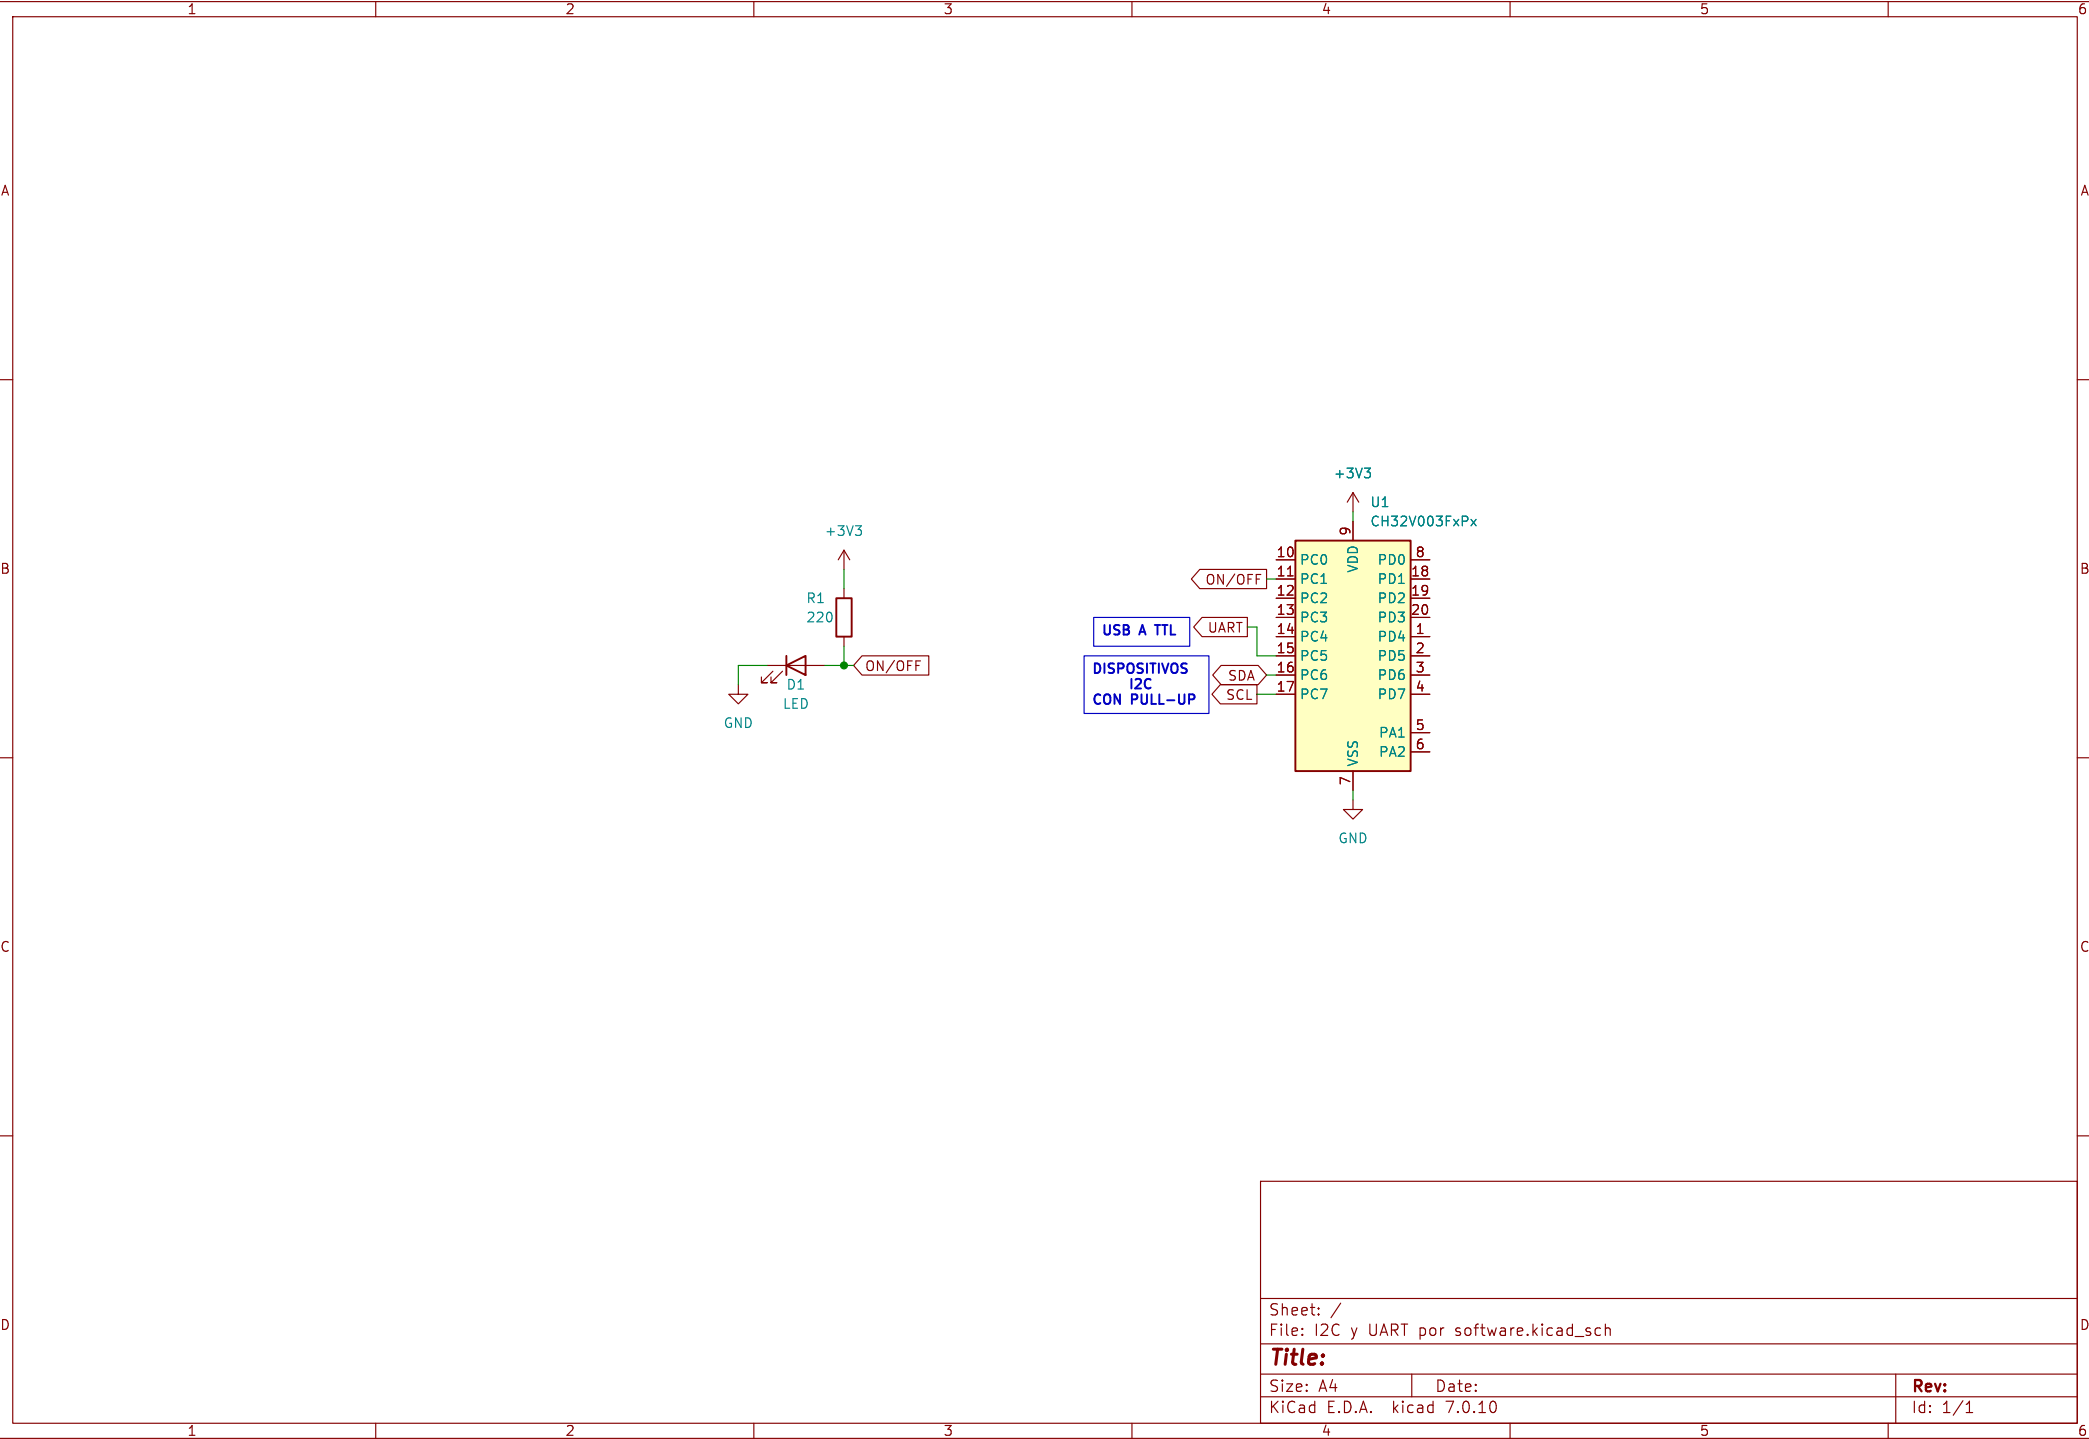 1 2 3 4 5 6
A A
B B
C C
D D
+3V3
R1
220
ON/OFF
D1
LED
GND
+3V3
U1
CH32V003FxPx
9
VDD
10 PC0 PD0 8
ON/OFF 11 PC1 PD1 18
12 PC2 PD2 19
13 PC3 PD3 20
USB A TTL UART 14 PC4 PD4 1
15 PC5 PD5 2
DISPOSITIVOS
I2C
CON PULL-UP
SDA 16 PC6 PD6 3
SCL 17 PC7 PD7 4
PA1 5
PA2 6
VSS
7
GND
Sheet: /
File: I2C y UART por software.kicad_sch
Title:
Size: A4 Date: Rev:
KiCad E.D.A. kicad 7.0.10 Id: 1/1
1 2 3 4 5 6